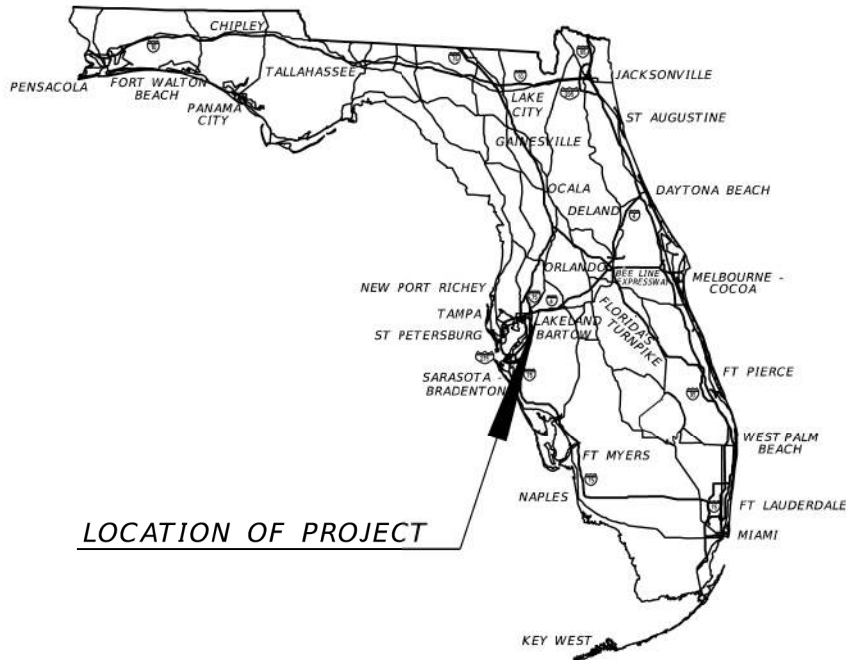 CHIPLEY
PENSACOLA
FORT WALTON
BEACH
PANAMA
CITY
TALLAHASSEE
LAKE
CITY
JACKSONVILLE
ST AUGUSTINE
GAINESVILLE
OCALA
DAYTONA BEACH
DELAND
ORLANDO
BEE LINE
EXPRESSWAY
MELBOURNE -
COCOA
NEW PORT RICHEY
TAMPA
ST PETERSBURG
LAKELAND
BARTOW
FLORIDA'S
TURNPIKE
SARASOTA -
BRADENTON
FT PIERCE
WEST PALM
BEACH
FT MYERS
NAPLES
FT LAUDERDALE
MIAMI
LOCATION OF PROJECT
KEY WEST